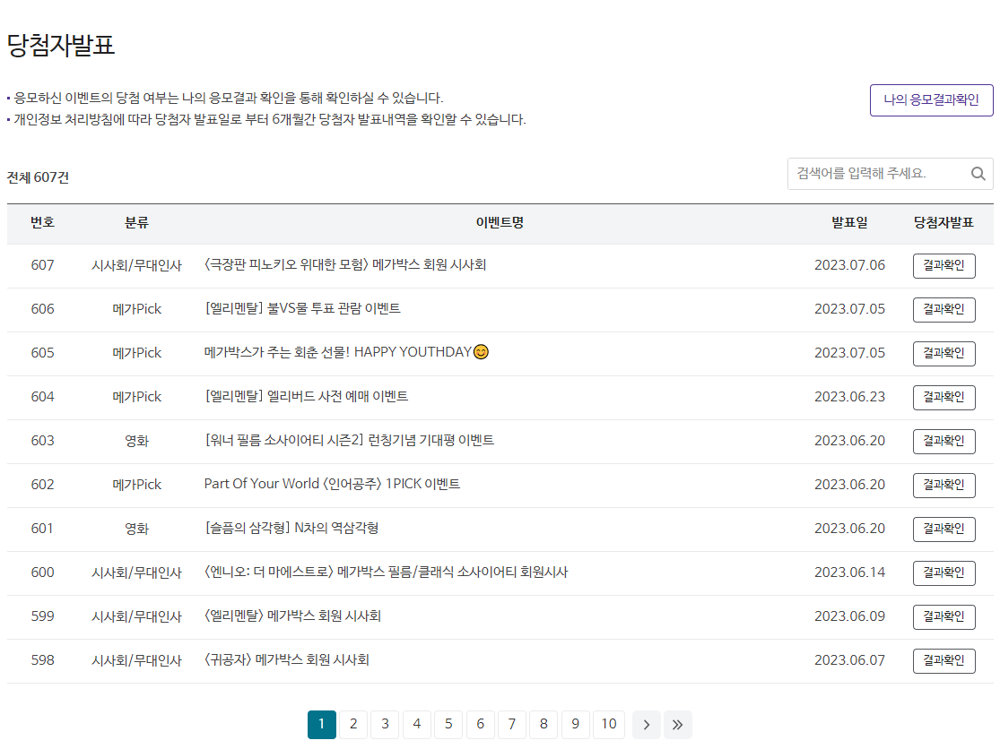 당첨자발표
응모하신 이벤트의 당첨 여부는 나의 응모결과 확인을 통해 확인하실 수 있습니다.
나의 응모결과확인
개인정보 처리방침에 따라 당첨자 발표일로 부터 6개월간 당첨자 발표내역을 확인할 수 있습니다.
전체 607건
검색어를 입력해 주세요.
번호 분류 이벤트명 발표일 당첨자발표
607 시사회/무대인사 <극장판 피노키오 위대한 모험> 메가박스 회원 시사회 2023.07.06 결과확인
606 메가Pick [엘리멘탈] 불VS물 투표 관람 이벤트 2023.07.05 결과확인
605 메가Pick 메가박스가 주는 회춘 선물! HAPPY YOUTHDAY😊 2023.07.05 결과확인
604 메가Pick [엘리멘탈] 엘리버드 사전 예매 이벤트 2023.06.23 결과확인
603 영화 [워너 필름 소사이어티 시즌2] 런칭기념 기대평 이벤트 2023.06.20 결과확인
602 메가Pick Part Of Your World <인어공주> 1PICK 이벤트 2023.06.20 결과확인
601 영화 [슬픔의 삼각형] N차의 역삼각형 2023.06.20 결과확인
600 시사회/무대인사 <엔니오: 더 마에스트로> 메가박스 필름/클래식 소사이어티 회원시사 2023.06.14 결과확인
599 시사회/무대인사 <엘리멘탈> 메가박스 회원 시사회 2023.06.09 결과확인
598 시사회/무대인사 <귀공자> 메가박스 회원 시사회 2023.06.07 결과확인
1 2 3 4 5 6 7 8 9 10 > »